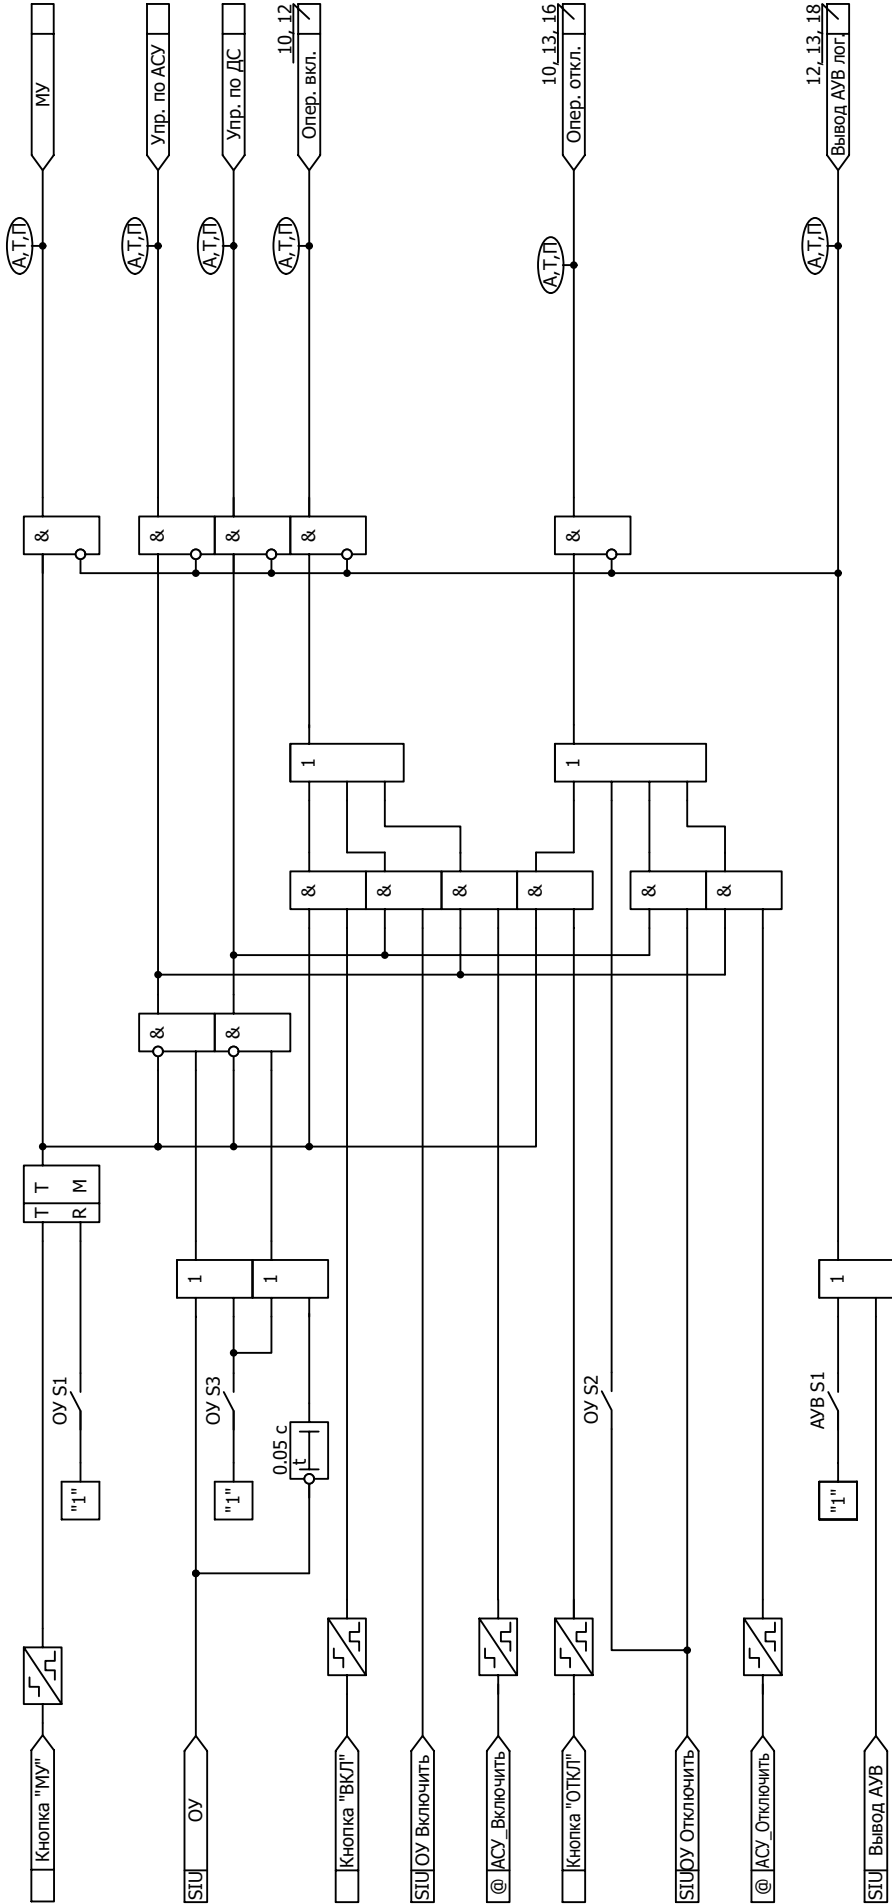 Кнопка "МУ"
"1"
ОУ S1
T
R
T
M
&
А,Т,П
МУ
SIU
ОУ
"1"
ОУ S3
0.05 с
t
1
1
&
&
&
&
А,Т,П
А,Т,П
Упр. по АСУ
Упр. по ДС
Кнопка "ВКЛ"
SIU ОУ Включить
@ АСУ_Включить
&
&
&
&
1
&
А,Т,П
Опер. вкл.
10, 12
Кнопка "ОТКЛ"
SIU ОУ Отключить
@ АСУ_Отключить
ОУ S2
&
&
1
&
А,Т,П
Опер. откл.
10, 13, 16
SIU Вывод АУВ
"1"
АУВ S1
1
А,Т,П
Вывод АУВ лог.
12, 13, 18